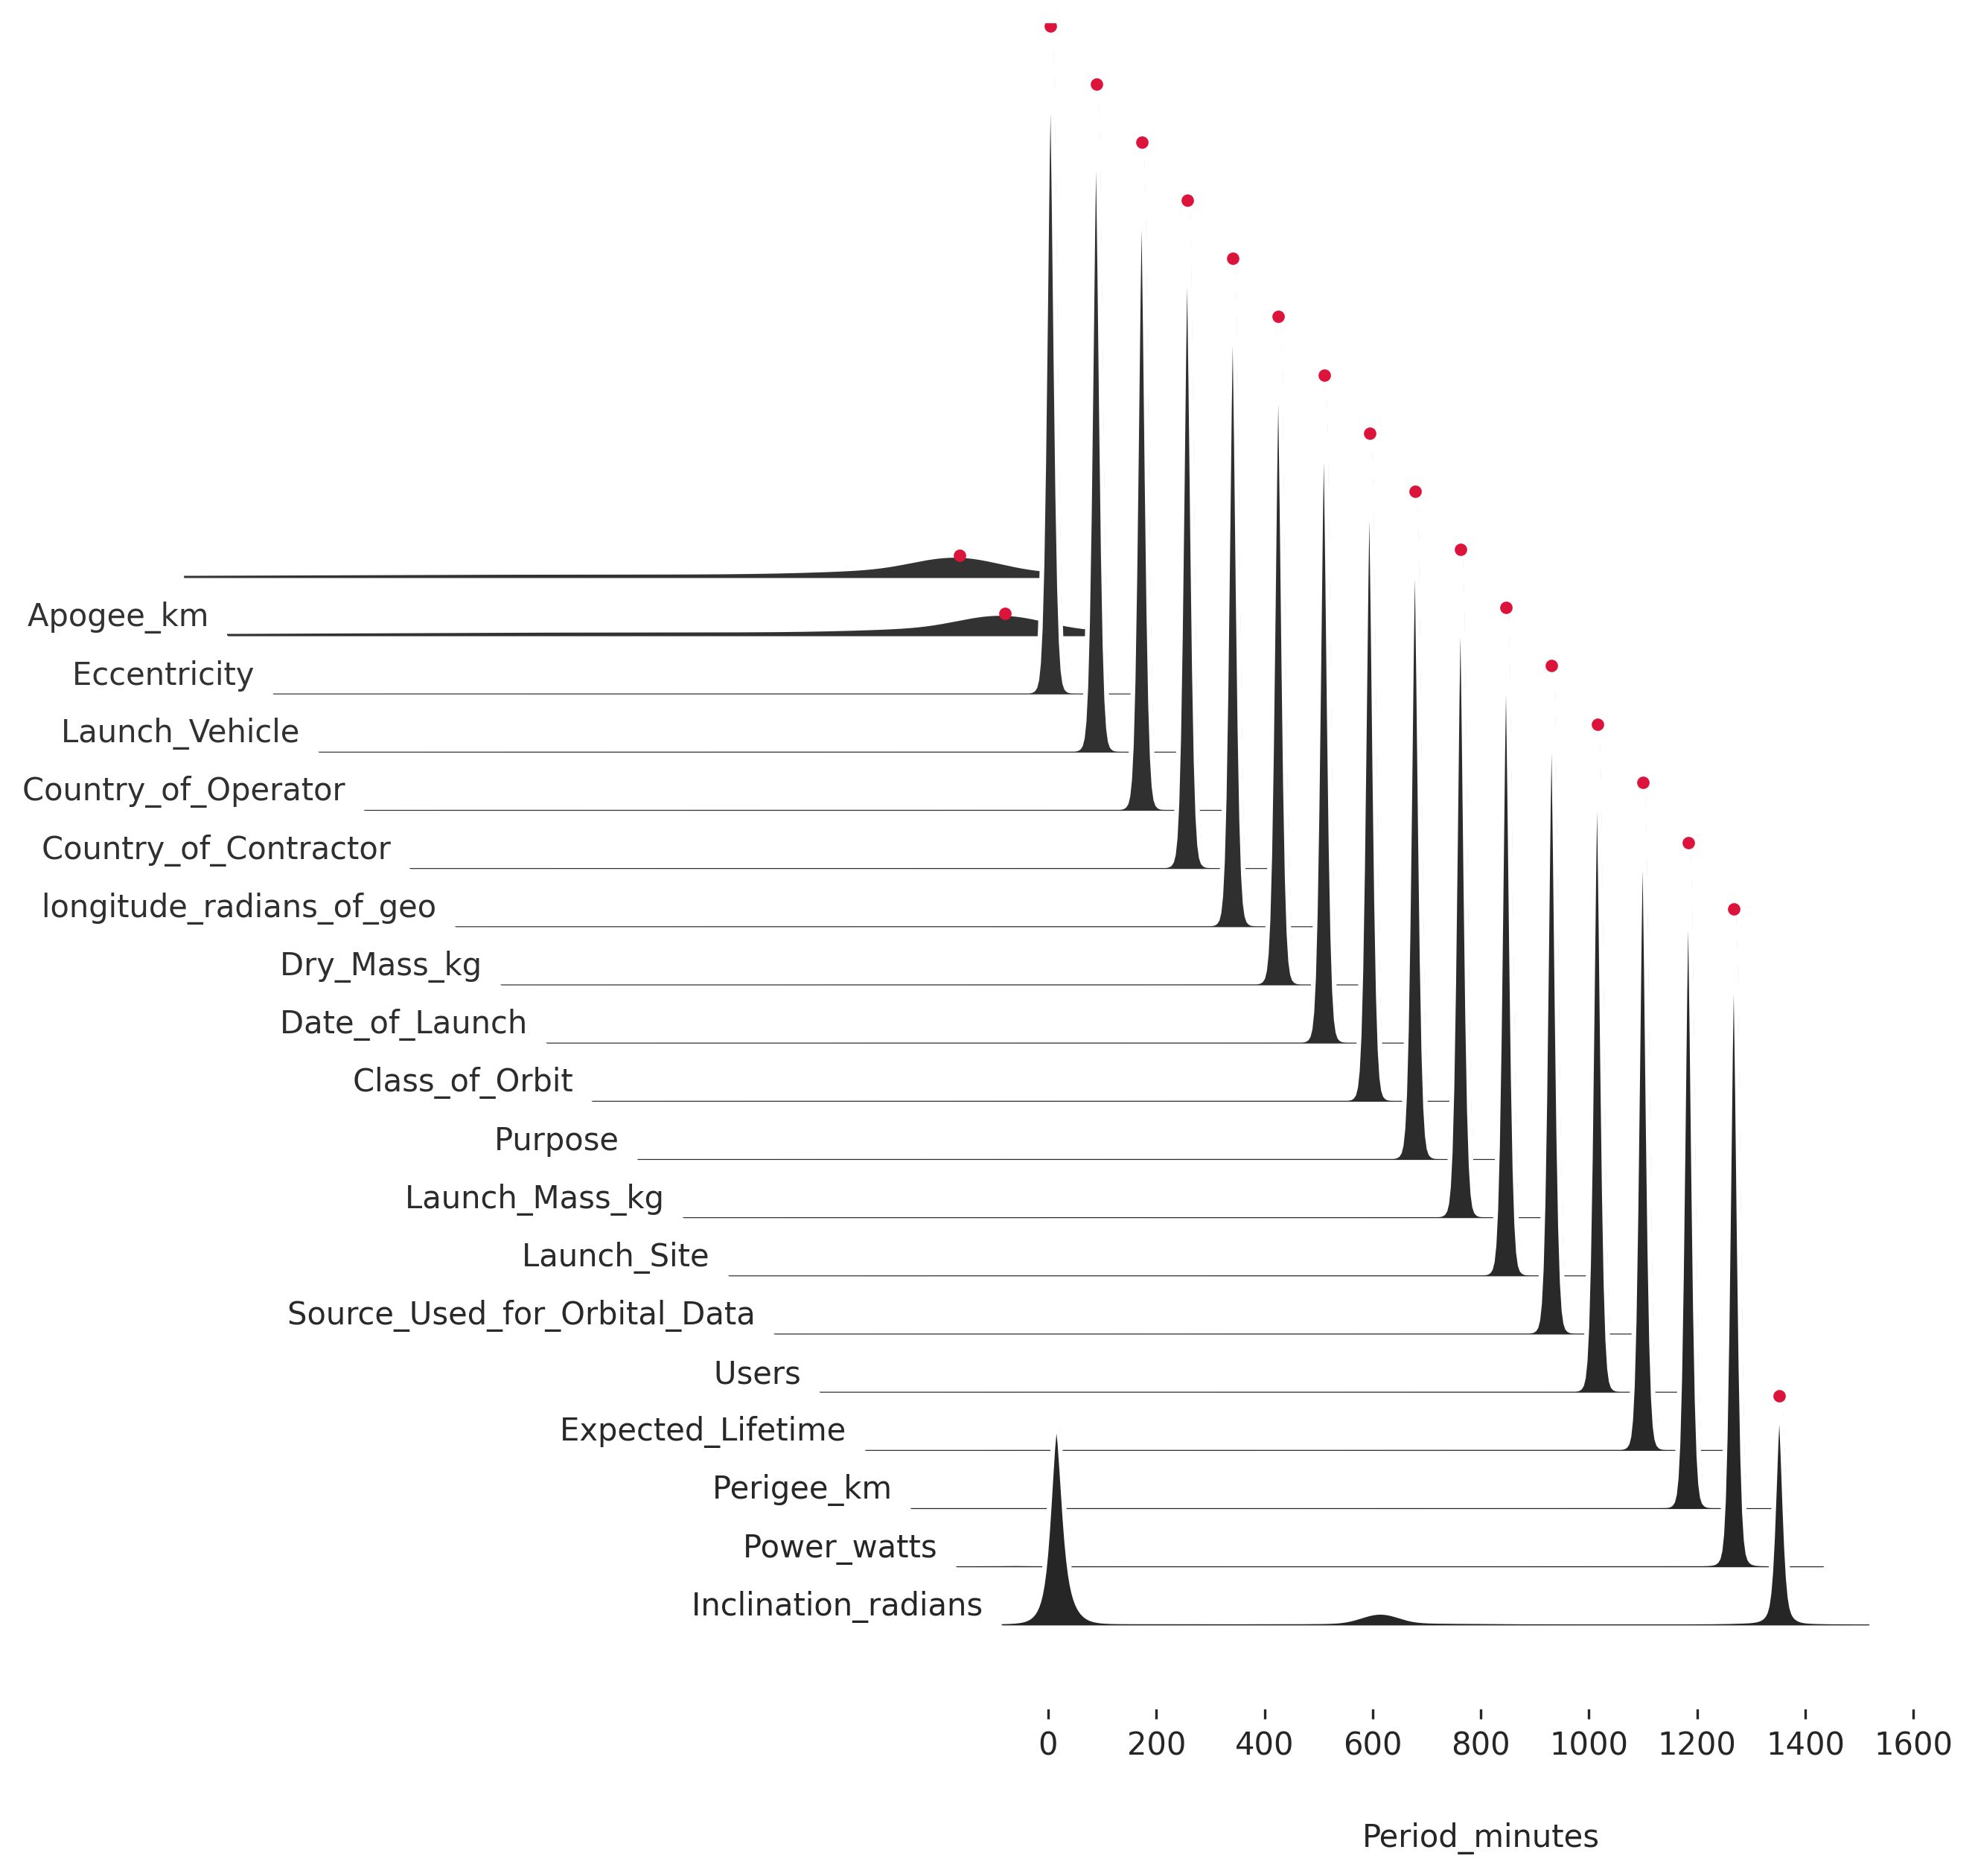 Apogee_km
Eccentricity
Launch_Vehicle
Country_of_Operator
Country_of_Contractor
longitude_radians_of_geo
Dry_Mass_kg
Date_of_Launch
Class_of_Orbit
Purpose
Launch_Mass_kg
Launch_Site
Source_Used_for_Orbital_Data
Users
Expected_Lifetime
Perigee_km
Power_watts
Inclination_radians
0 200 400 600 800 1000 1200 1400 1600
Period_minutes